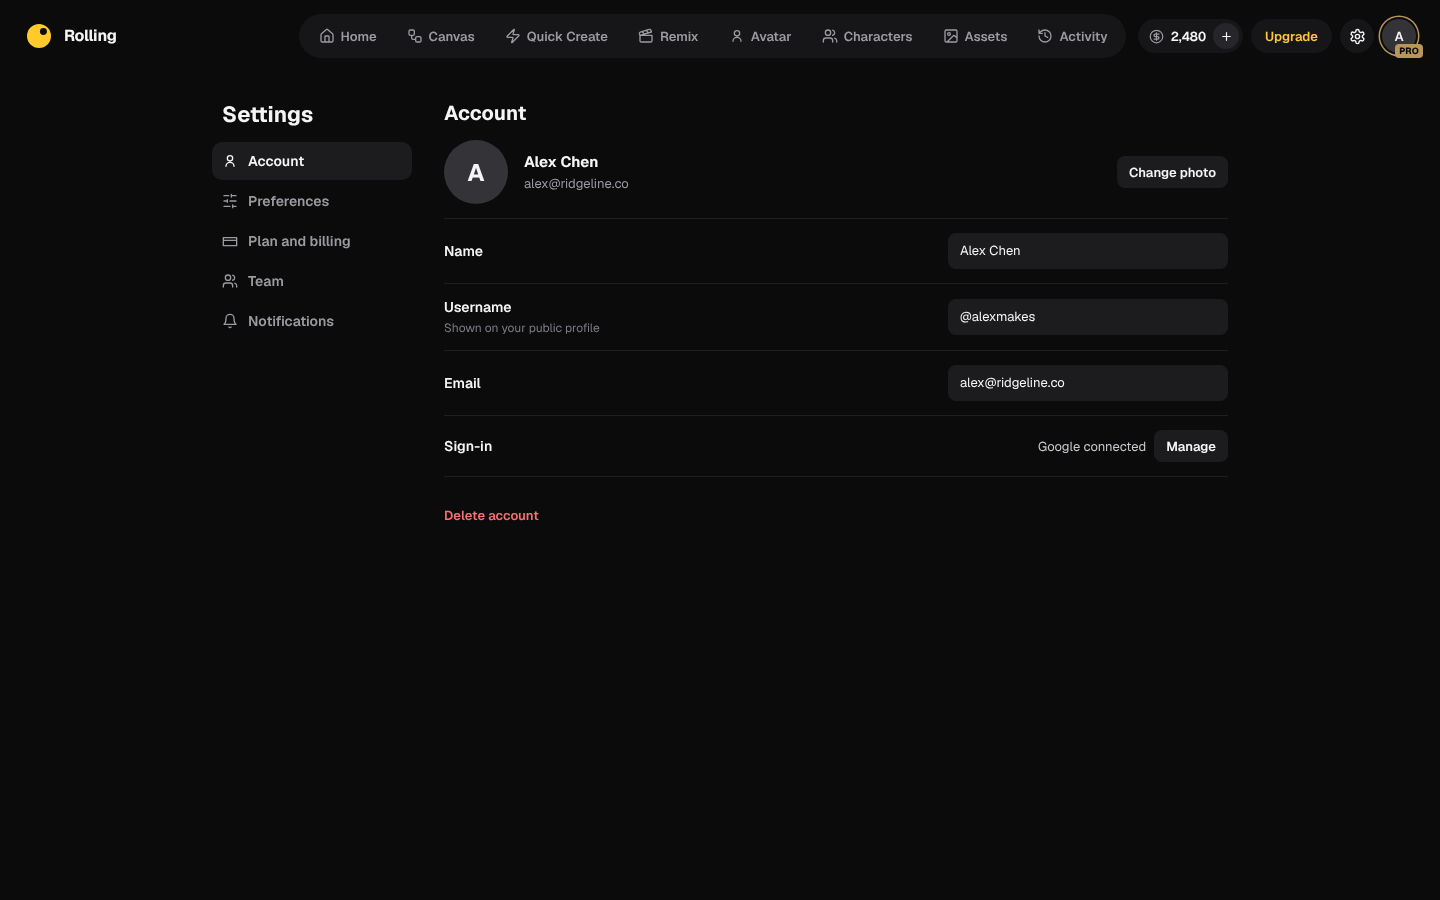 Rolling
Home
Canvas
Quick Create
Remix
Avatar
Characters
Assets
Activity
2,480
Upgrade
A
PRO
Settings
Account
Preferences
Plan and billing
Team
Notifications
Account
A
Alex Chen
alex@ridgeline.co
Change photo
Name
Alex Chen
Username
Shown on your public profile
@alexmakes
Email
alex@ridgeline.co
Sign-in
Google connected
Manage
Delete account